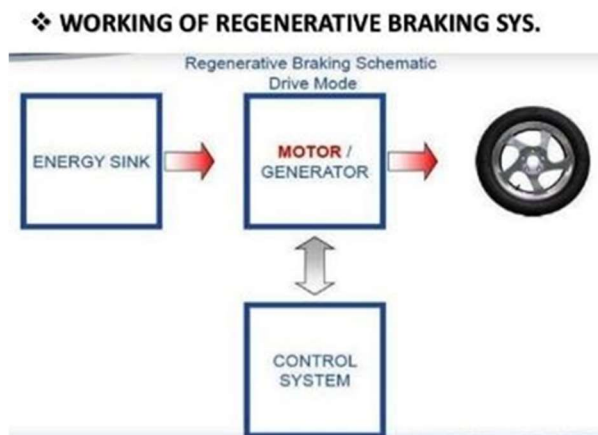 ❖ WORKING OF REGENERATIVE BRAKING SYS.
Regenerative Braking Schematic
Drive Mode
ENERGY SINK
MOTOR /
GENERATOR
CONTROL
SYSTEM